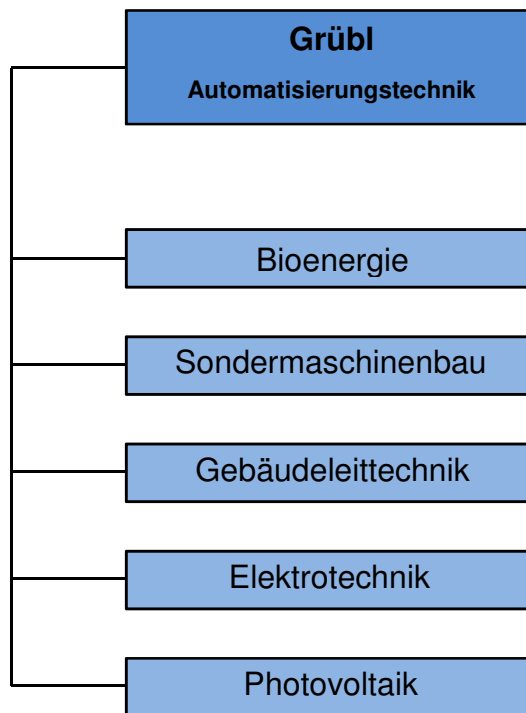 Grübl
Automatisierungstechnik
Bioenergie
Sondermaschinenbau
Gebäudeleittechnik
Elektrotechnik
Photovoltaik